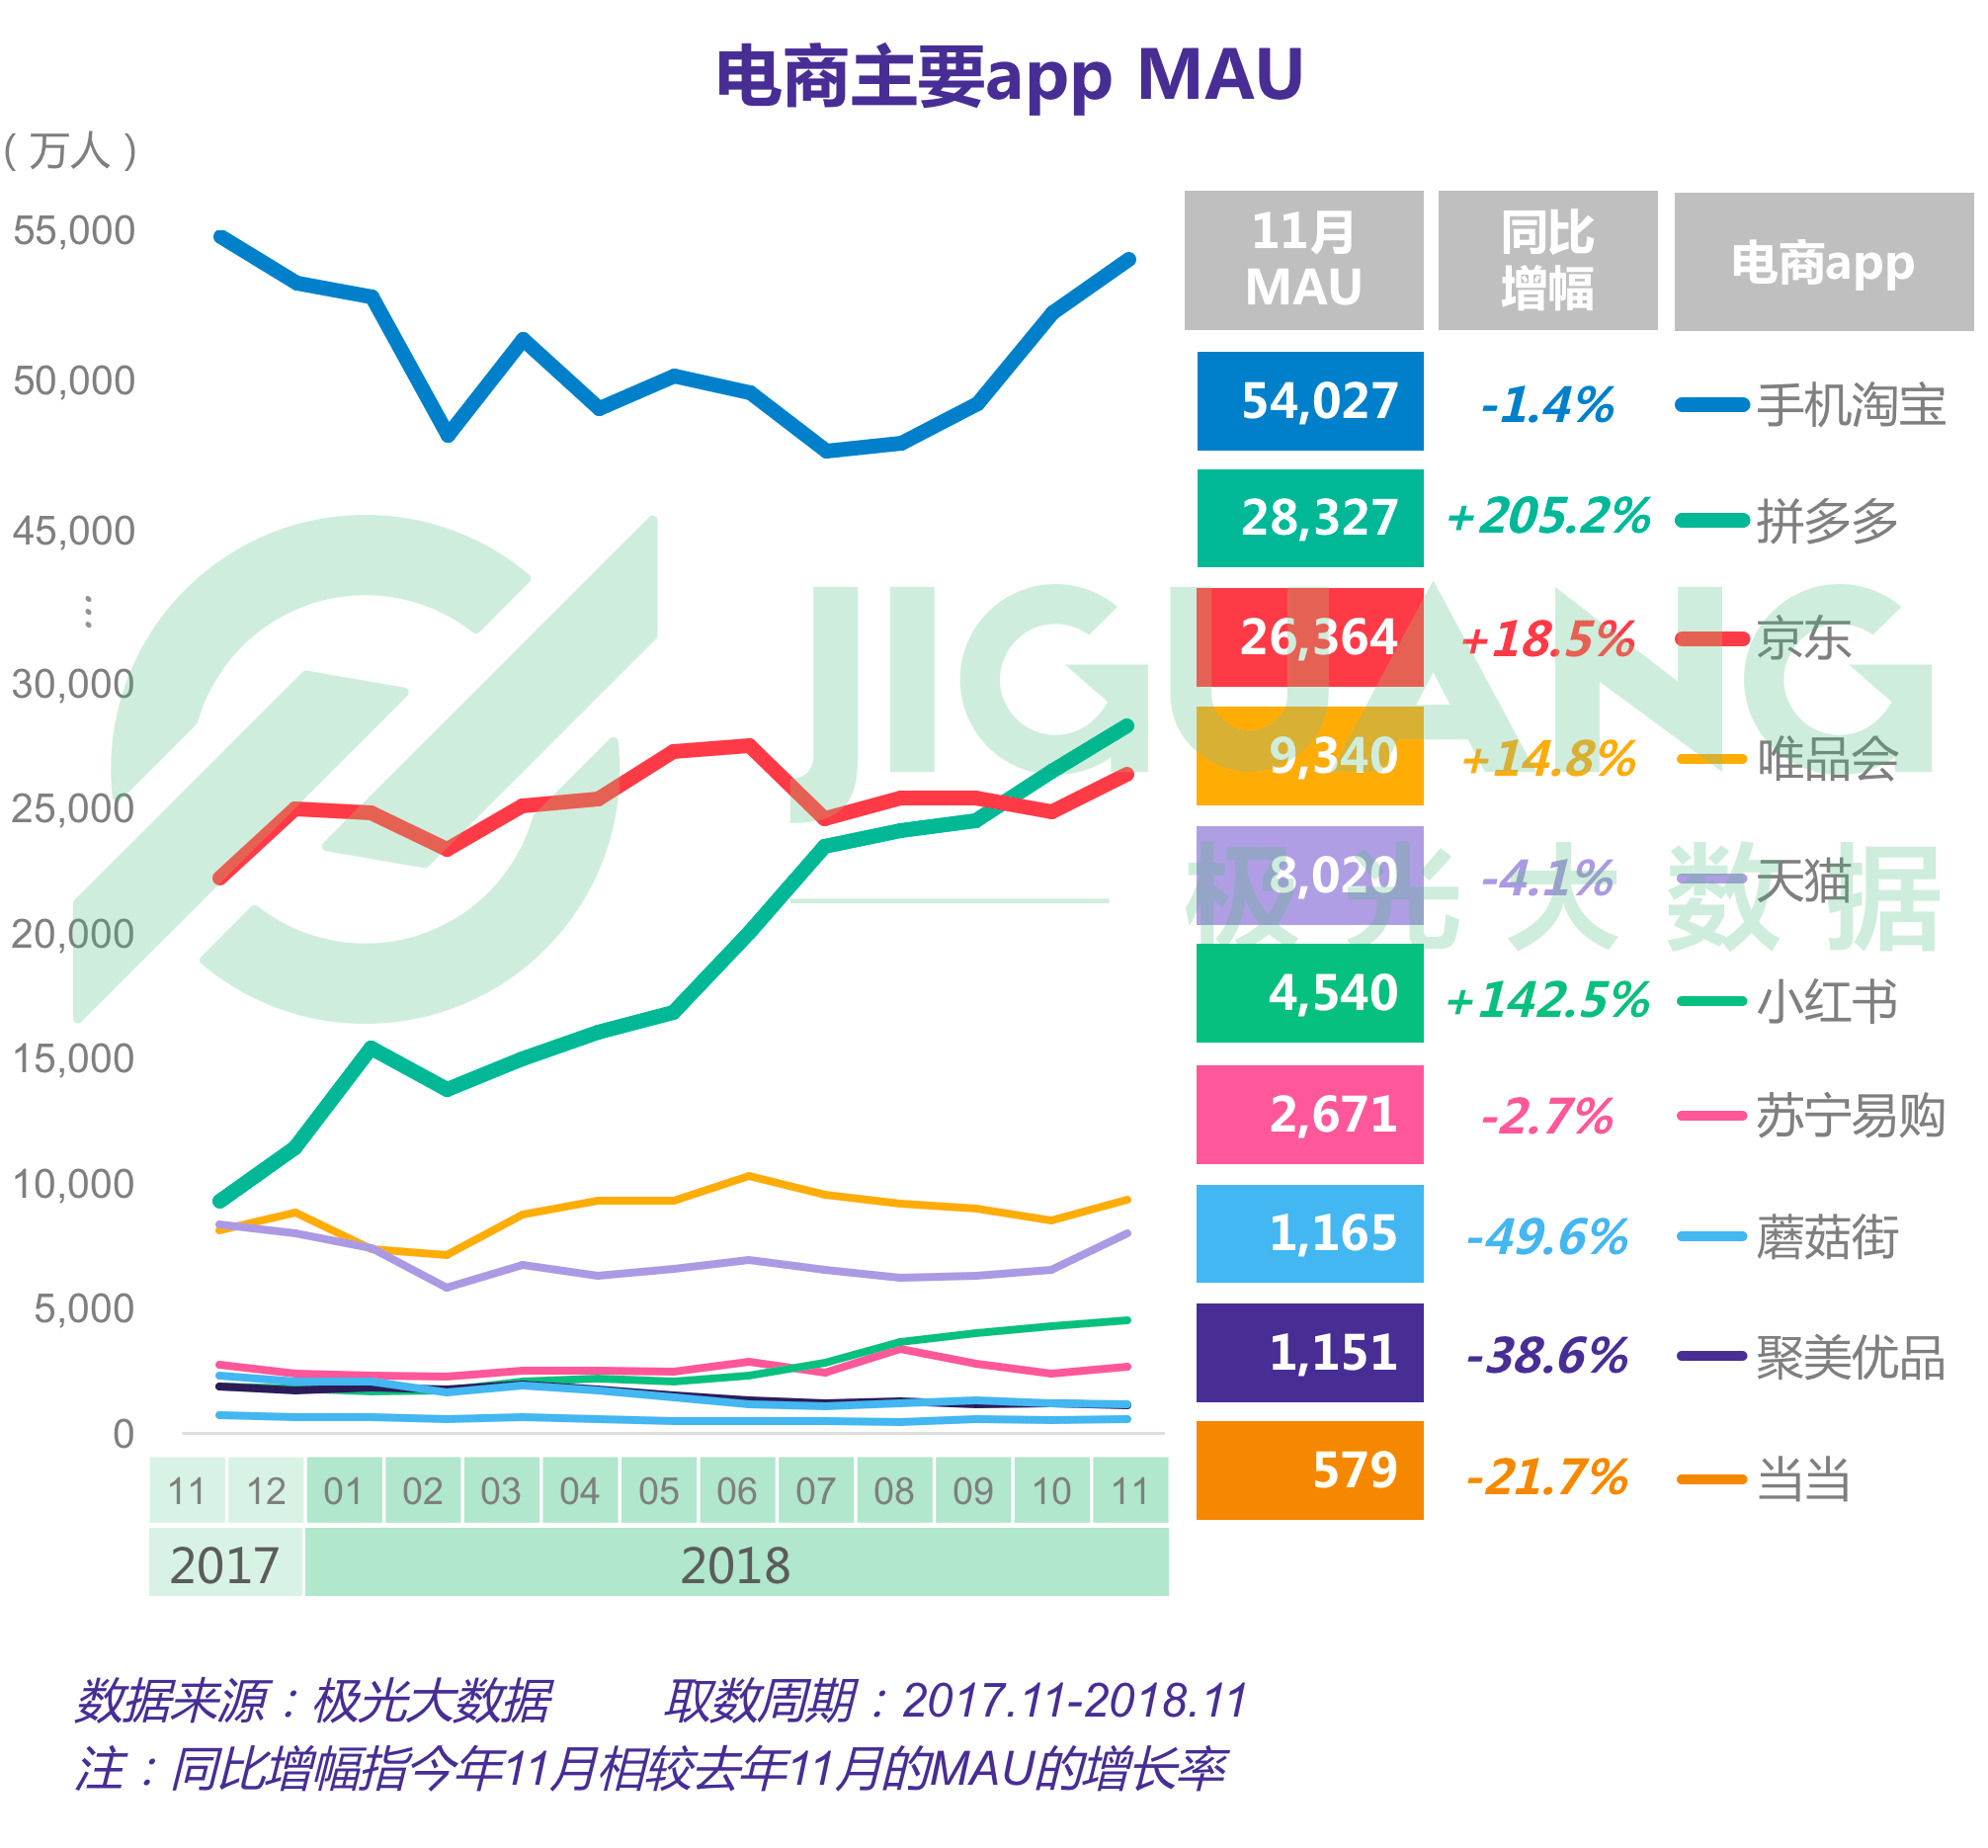 电商主要app MAU
（万人）
55,000
50,000
45,000
...
30,000
25,000
20,000
15,000
10,000
5,000
0
11 12 01 02 03 04 05 06 07 08 09 10 11
2017 2018
11月 MAU 同比 增幅 电商app
54,027 -1.4% 手机淘宝
28,327 +205.2% 拼多多
26,364 +18.5% 京东
9,340 +14.8% 唯品会
8,020 -4.1% 天猫
4,540 +142.5% 小红书
2,671 -2.7% 苏宁易购
1,165 -49.6% 蘑菇街
1,151 -38.6% 聚美优品
579 -21.7% 当当
JIGUANG
极光大数据
数据来源：极光大数据 取数周期：2017.11-2018.11
注：同比增幅指今年11月相较去年11月的MAU的增长率